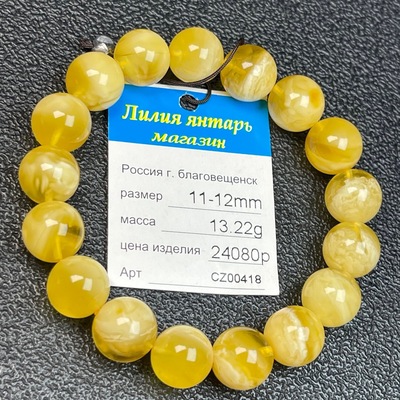 Лилия янтарь
магазин
Россия г. благовещенск
размер 11-12mm
масса 13.22g
цена изделия 24080р
Арт CZ00418